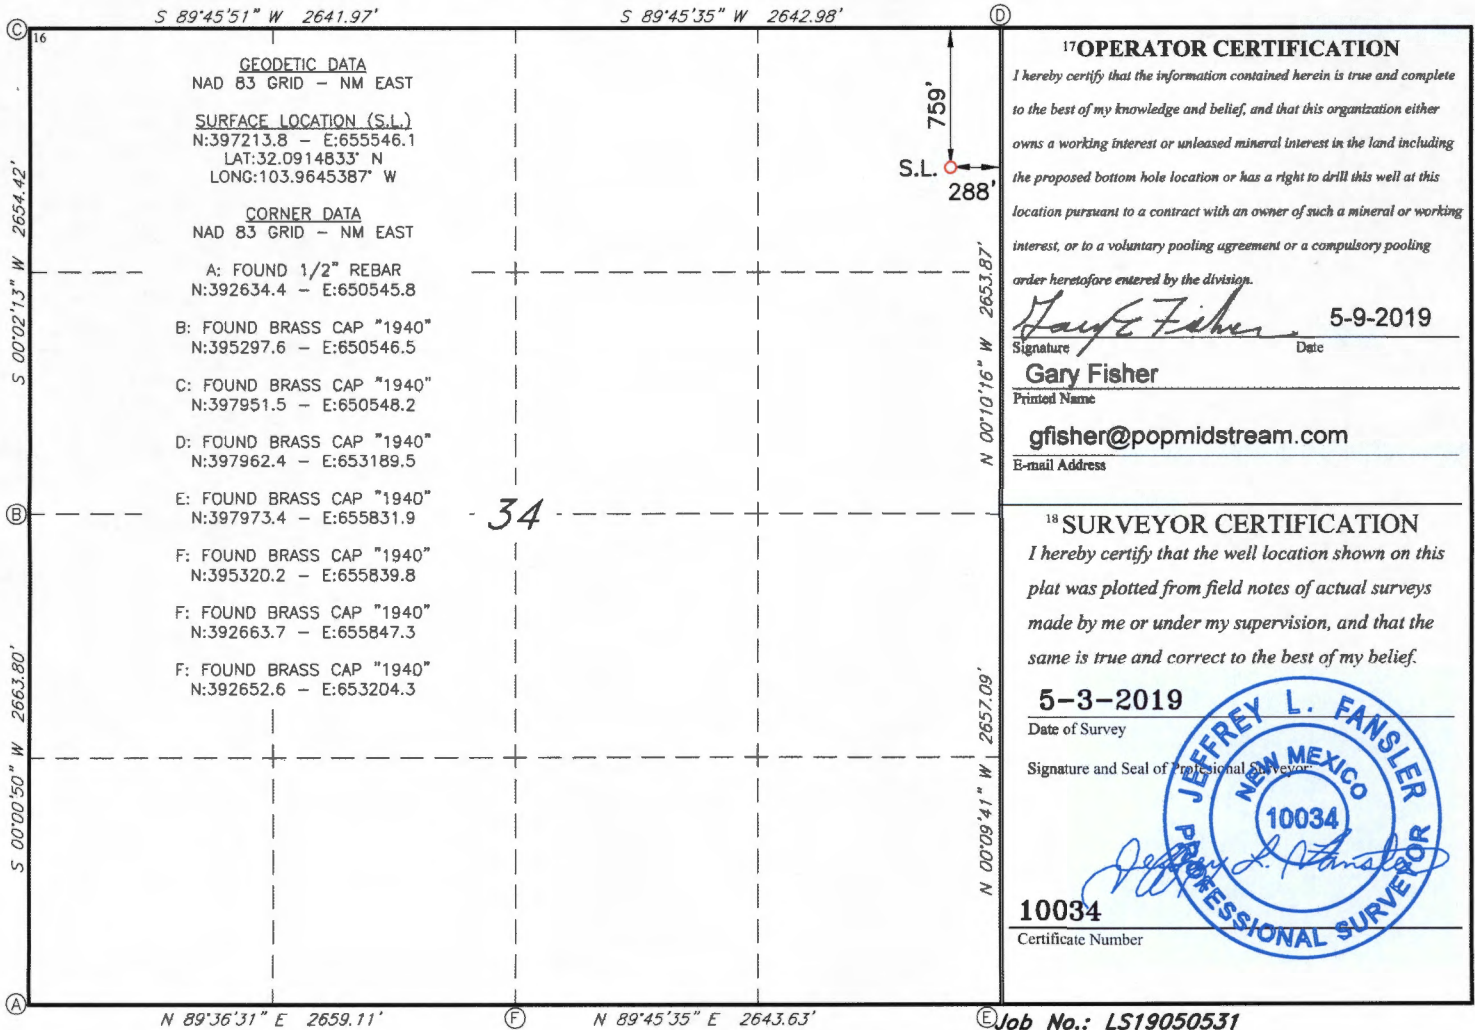 S 89°45'51" W 2641.97'
S 89°45'35" W 2642.98'
C
D
16
GEODETIC DATA
NAD 83 GRID – NM EAST
SURFACE LOCATION (S.L.)
N:397213.8 – E:655546.1
LAT:32.0914833° N
LONG:103.9645387° W
CORNER DATA
NAD 83 GRID – NM EAST
A: FOUND 1/2" REBAR
N:392634.4 – E:650545.8
B: FOUND BRASS CAP "1940"
N:395297.6 – E:650546.5
C: FOUND BRASS CAP "1940"
N:397951.5 – E:650548.2
D: FOUND BRASS CAP "1940"
N:397962.4 – E:653189.5
E: FOUND BRASS CAP "1940"
N:397973.4 – E:655831.9
F: FOUND BRASS CAP "1940"
N:395320.2 – E:655839.8
F: FOUND BRASS CAP "1940"
N:392663.7 – E:655847.3
F: FOUND BRASS CAP "1940"
N:392652.6 – E:653204.3
S 00°02'13" W 2654.42'
B
S 00°00'50" W 2663.80'
A
34
759'
S.L.
288'
N 00°10'16" W 2653.87'
N 00°09'41" W 2657.09'
N 89°36'31" E 2659.11'
F
N 89°45'35" E 2643.63'
E
17 OPERATOR CERTIFICATION
I hereby certify that the information contained herein is true and complete
to the best of my knowledge and belief, and that this organization either
owns a working interest or unleased mineral interest in the land including
the proposed bottom hole location or has a right to drill this well at this
location pursuant to a contract with an owner of such a mineral or working
interest, or to a voluntary pooling agreement or a compulsory pooling
order heretofore entered by the division.
Gary E Fisher 5-9-2019
Signature Date
Gary Fisher
Printed Name
gfisher@popmidstream.com
E-mail Address
18 SURVEYOR CERTIFICATION
I hereby certify that the well location shown on this
plat was plotted from field notes of actual surveys
made by me or under my supervision, and that the
same is true and correct to the best of my belief.
5-3-2019
Date of Survey
Signature and Seal of Profesional Surveyor:
JEFFREY L. FANSLER
NEW MEXICO
10034
PROFESSIONAL SURVEYOR
Jeffrey L. Fansler
10034
Certificate Number
Job No.: LS19050531